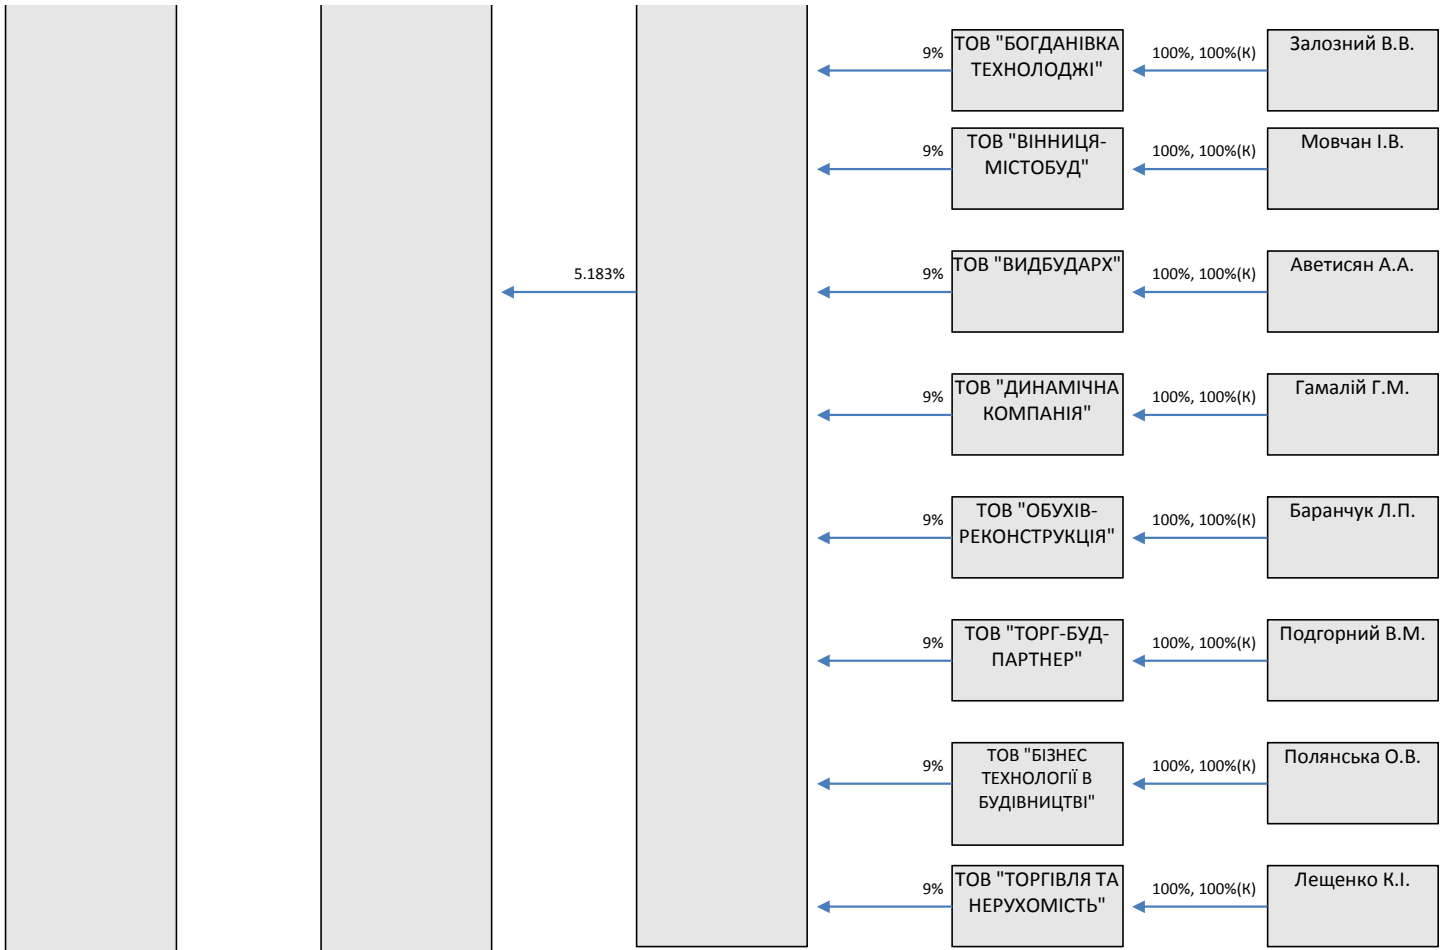 9%
ТОВ "БОГДАНІВКА
ТЕХНОЛОДЖІ"
100%, 100%(К)
Залозний В.В.
9%
ТОВ "ВІННИЦЯ-
МІСТОБУД"
100%, 100%(К)
Мовчан І.В.
5.183%
9%
ТОВ "ВИДБУДАРХ"
100%, 100%(К)
Аветисян А.А.
9%
ТОВ "ДИНАМІЧНА
КОМПАНІЯ"
100%, 100%(К)
Гамалій Г.М.
9%
ТОВ "ОБУХІВ-
РЕКОНСТРУКЦІЯ"
100%, 100%(К)
Баранчук Л.П.
9%
ТОВ "ТОРГ-БУД-
ПАРТНЕР"
100%, 100%(К)
Подгорний В.М.
9%
ТОВ "БІЗНЕС
ТЕХНОЛОГІЇ В
БУДІВНИЦТВІ"
100%, 100%(К)
Полянська О.В.
9%
ТОВ "ТОРГІВЛЯ ТА
НЕРУХОМІСТЬ"
100%, 100%(К)
Лещенко К.І.